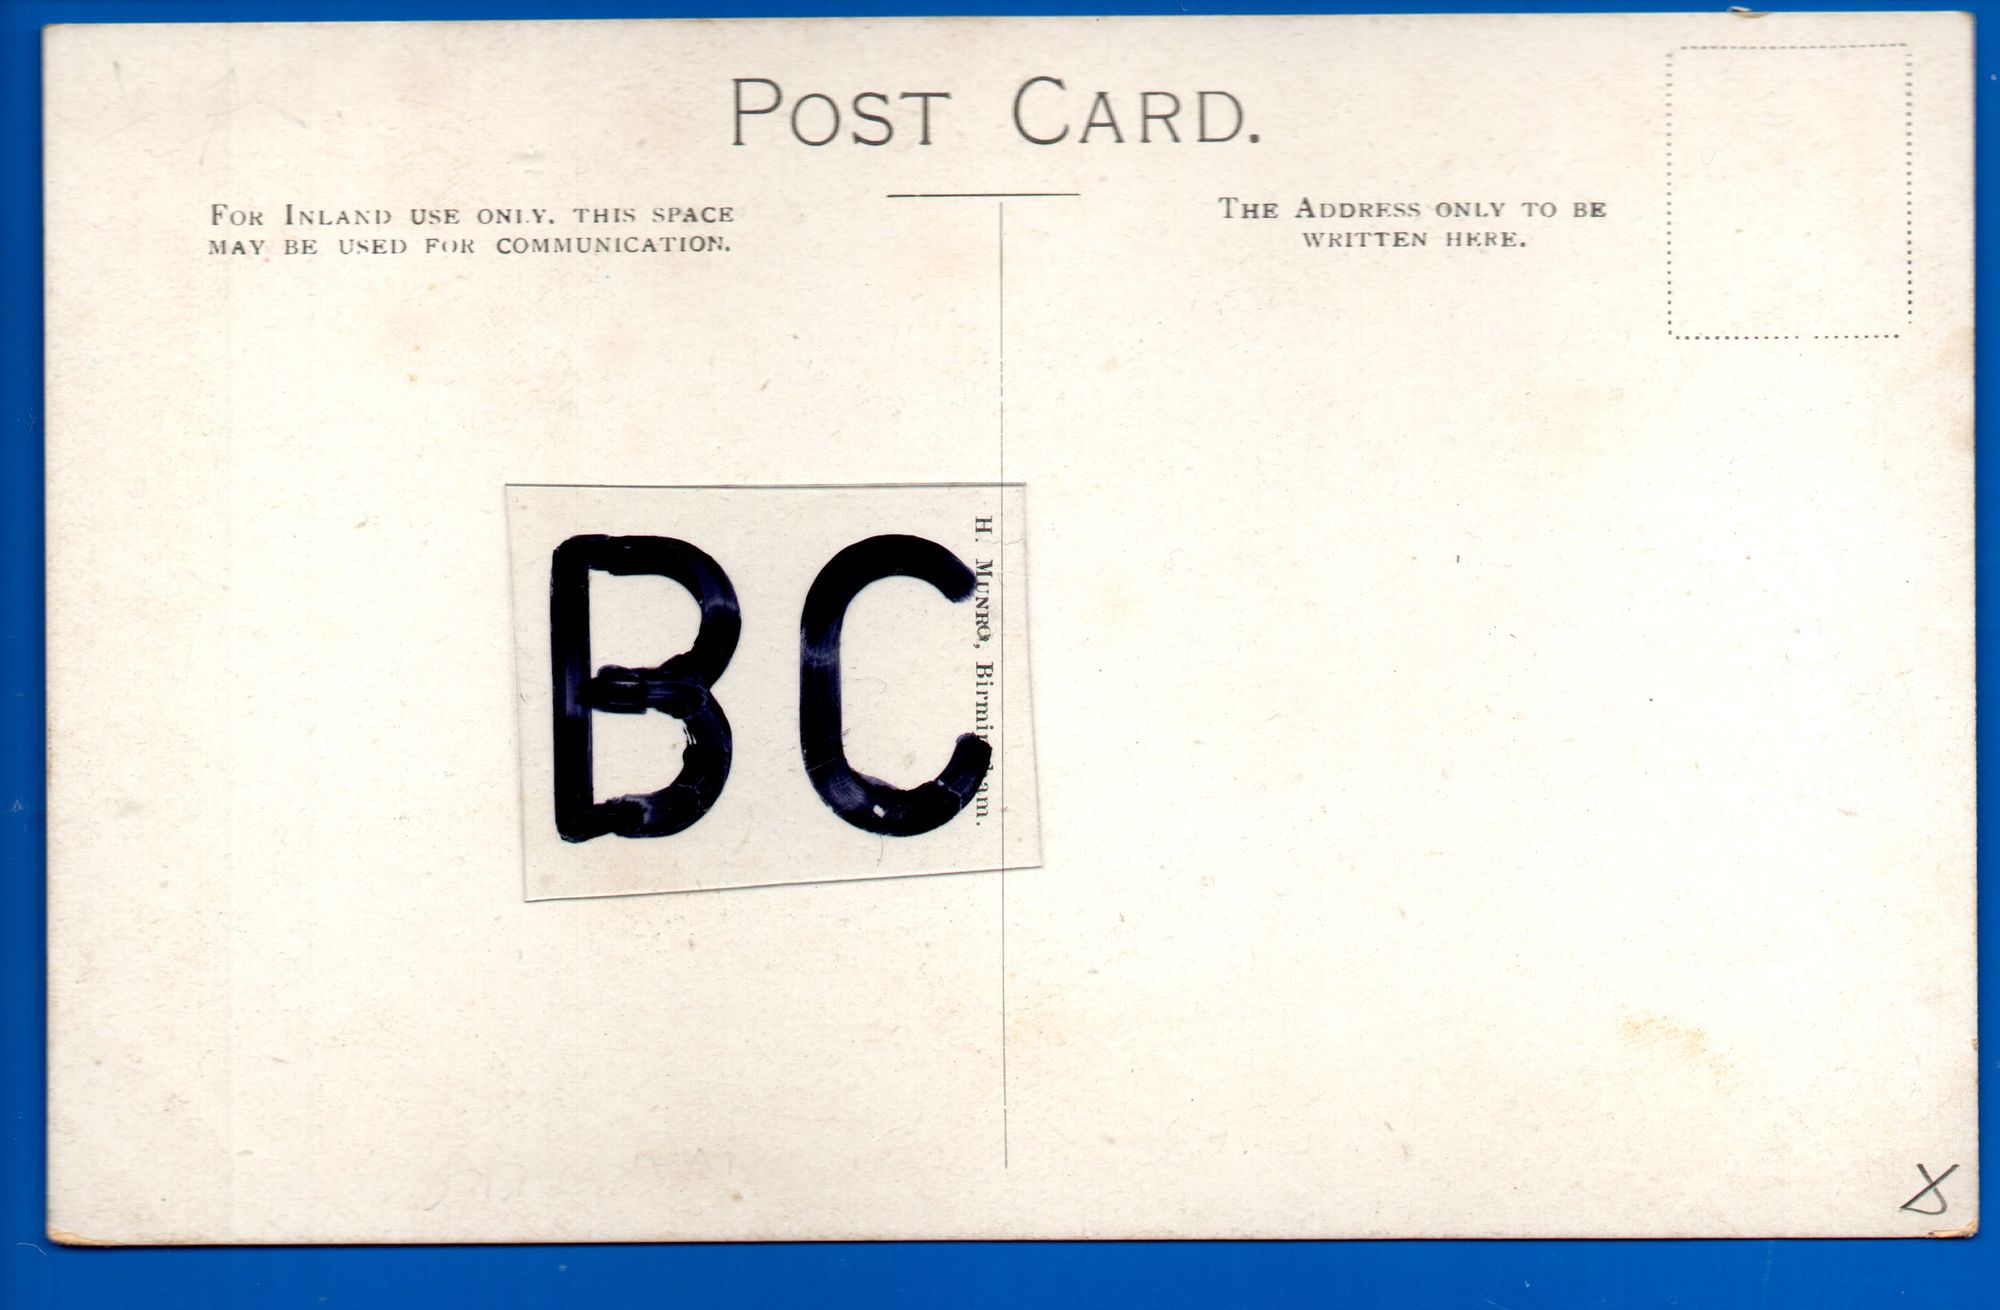 POST CARD.
FOR INLAND USE ONLY. THIS SPACE
MAY BE USED FOR COMMUNICATION.
THE ADDRESS ONLY TO BE
WRITTEN HERE.
BC
H. MUNRO, Birmingham.